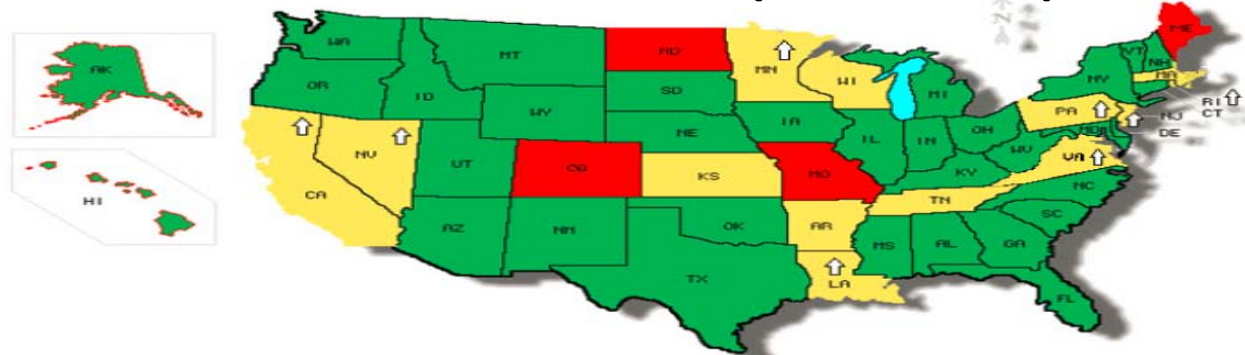 ME
WA
MT
ND
MN
VT
NH
AK
OR
ID
SD
WI
MI
NY
MA
WY
IA
PA
RI
CT
NJ
DE
NV
UT
NE
IL
IN
OH
WV
VA
CA
CO
KS
MO
KY
HI
TN
NC
AZ
NM
OK
AR
SC
MS
AL
GA
TX
LA
FL